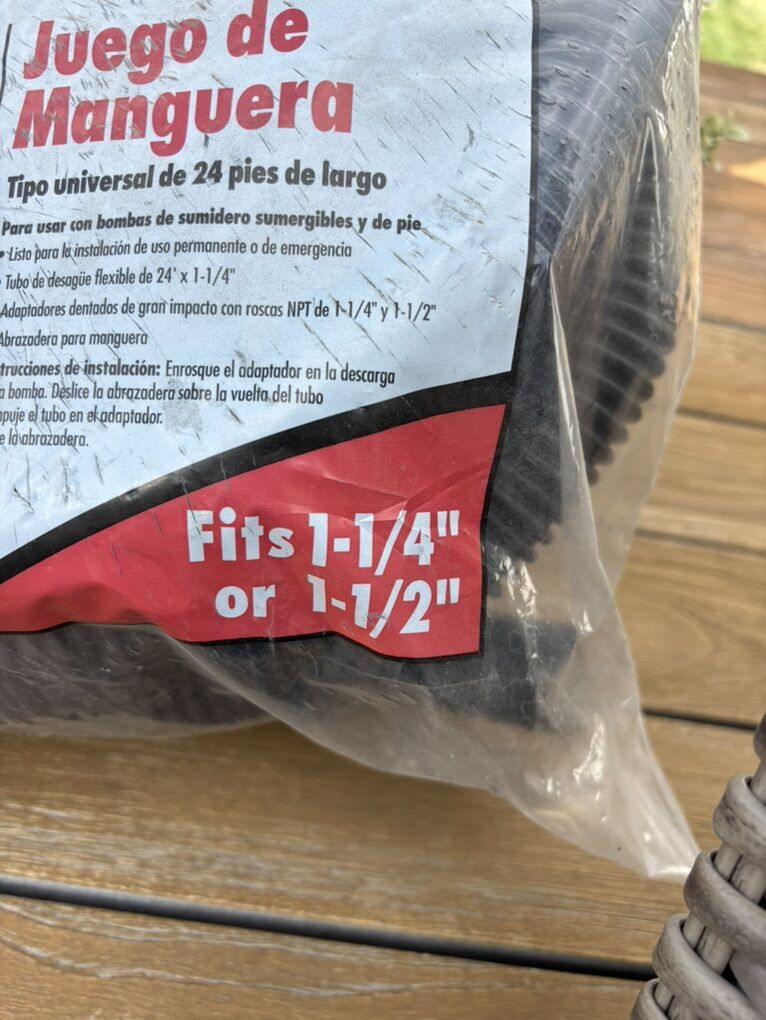 Juego de
Manguera
Tipo universal de 24 pies de largo
Para usar con bombas de sumidero sumergibles y de pie
• Listo para la instalación de uso permanente o de emergencia
• Tubo de desagüe flexible de 24' x 1-1/4"
Adaptadores dentados de gran impacto con roscas NPT de 1-1/4" y 1-1/2"
Abrazadera para manguera
trucciones de instalación: Enrosque el adaptador en la descarga
a bomba. Deslice la abrazadera sobre la vuelta del tubo
puje el tubo en el adaptador.
e la abrazadera.
Fits 1-1/4"
or 1-1/2"